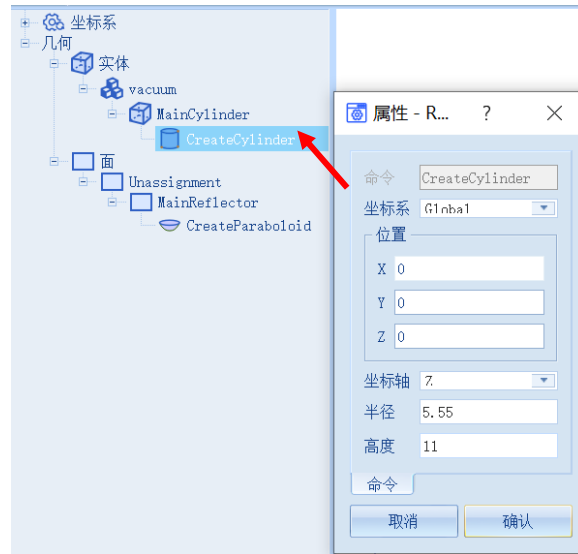 坐标系
几何
实体
vacuum
MainCylinder
CreateCylinder
面
Unassignment
MainReflector
CreateParaboloid
属性 - R... ?
命令 CreateCylinder
坐标系 Global
位置
X 0
Y 0
Z 0
坐标轴 Z
半径 5.55
高度 11
命令
取消 确认